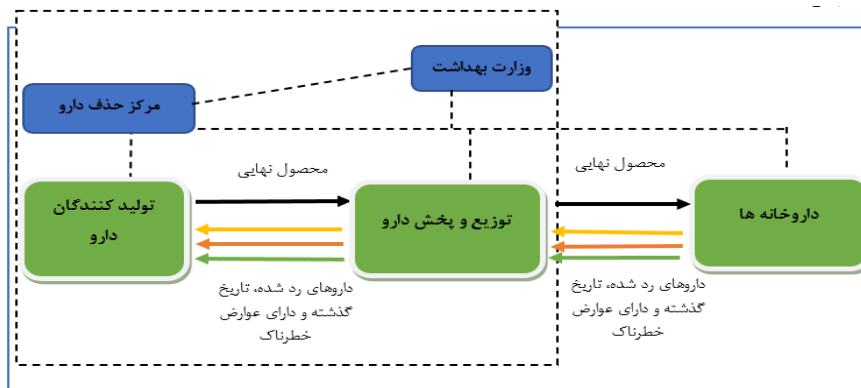 وزارت بهداشت
مرکز حذف دارو
محصول نهایی
محصول نهایی
تولید کنندگان
دارو
توزیع و پخش دارو
داروخانه ها
داروهای رد شده، تاریخ
گذشته و دارای عوارض
خطرناک
داروهای رد شده، تاریخ
گذشته و دارای عوارض
خطرناک